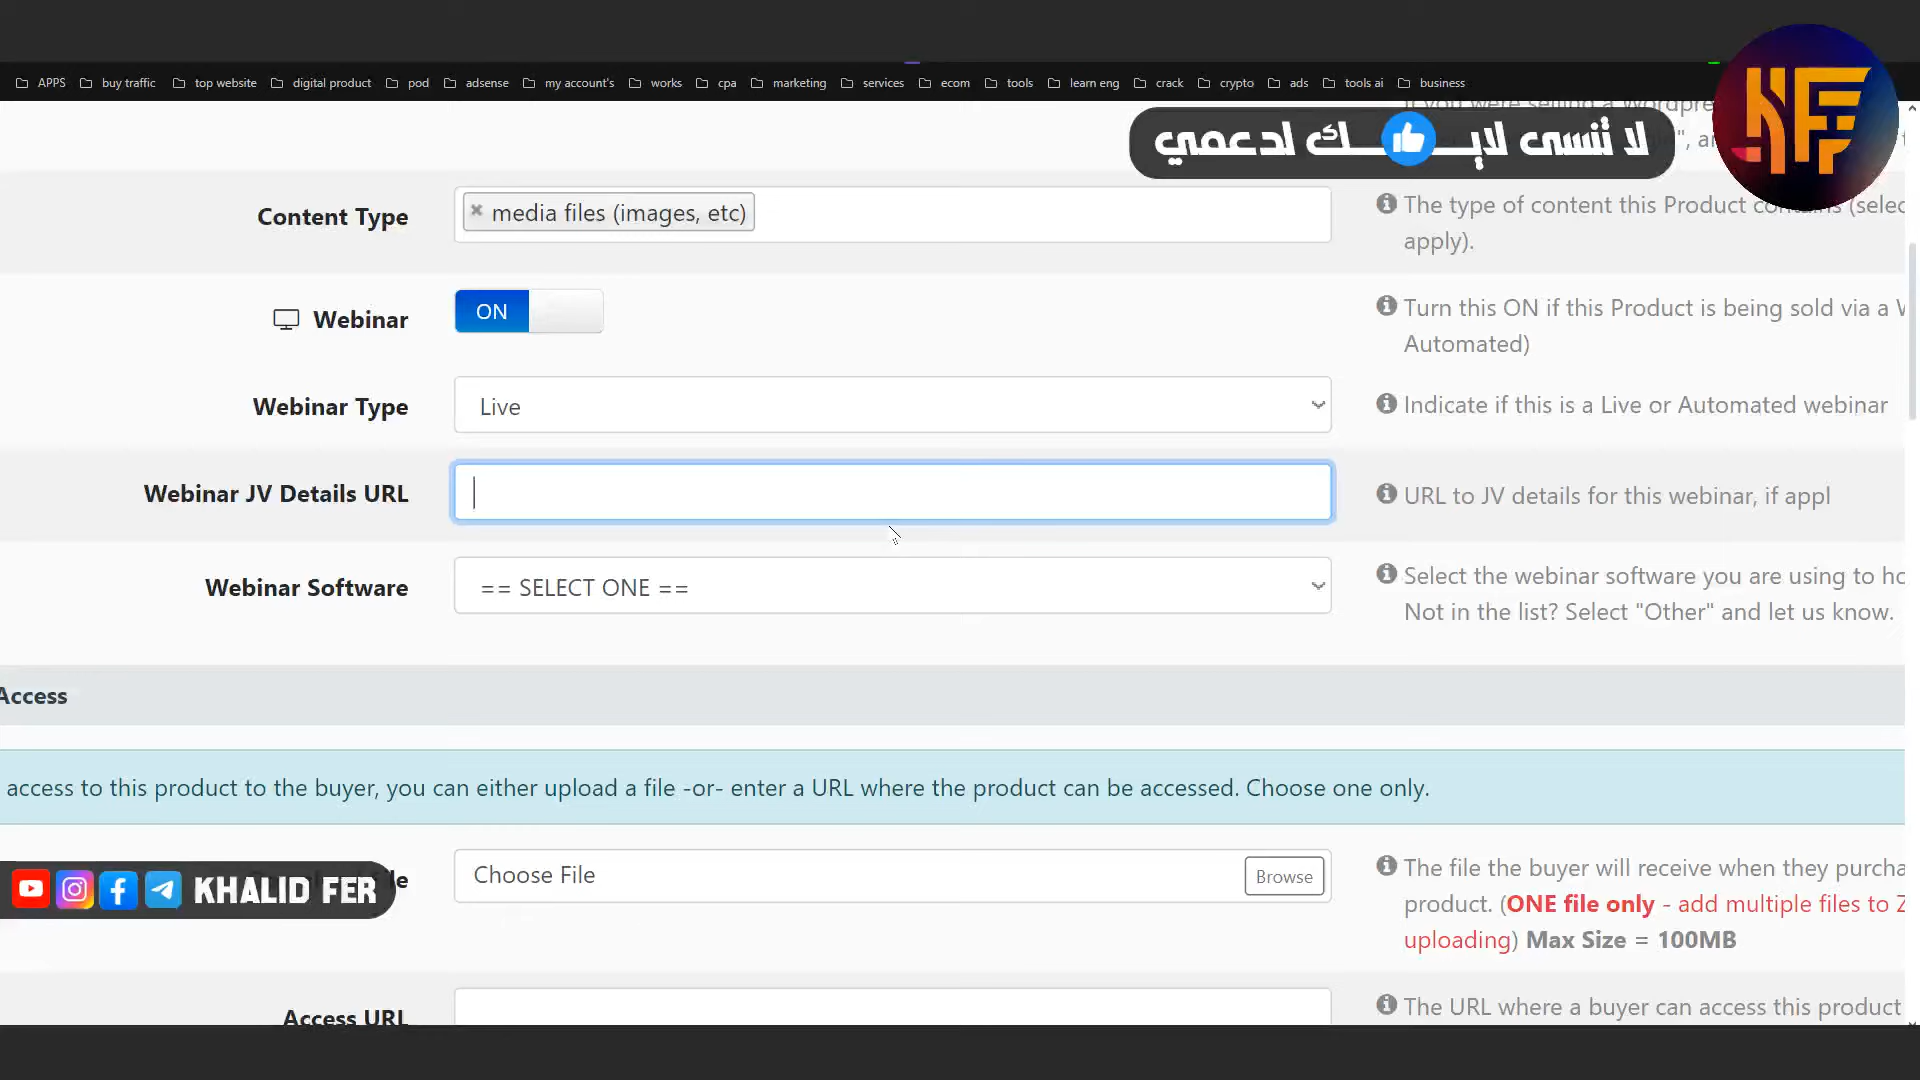 APPS buy traffic top website digital product pod adsense my account's works cpa marketing services ecom tools learn eng crack crypto ads tools ai business
لا تنسى لايـــك لدعمي
Content Type
× media files (images, etc)
The type of content this Product contains (selec
apply).
Webinar
ON
Turn this ON if this Product is being sold via a W
Automated)
Webinar Type
Live
Indicate if this is a Live or Automated webinar
Webinar JV Details URL
URL to JV details for this webinar, if appl
Webinar Software
== SELECT ONE ==
Select the webinar software you are using to ho
Not in the list? Select "Other" and let us know.
Access
access to this product to the buyer, you can either upload a file -or- enter a URL where the product can be accessed. Choose one only.
KHALID FER
Choose File
Browse
The file the buyer will receive when they purcha
product. (ONE file only - add multiple files to Z
uploading) Max Size = 100MB
Access URL
The URL where a buyer can access this product